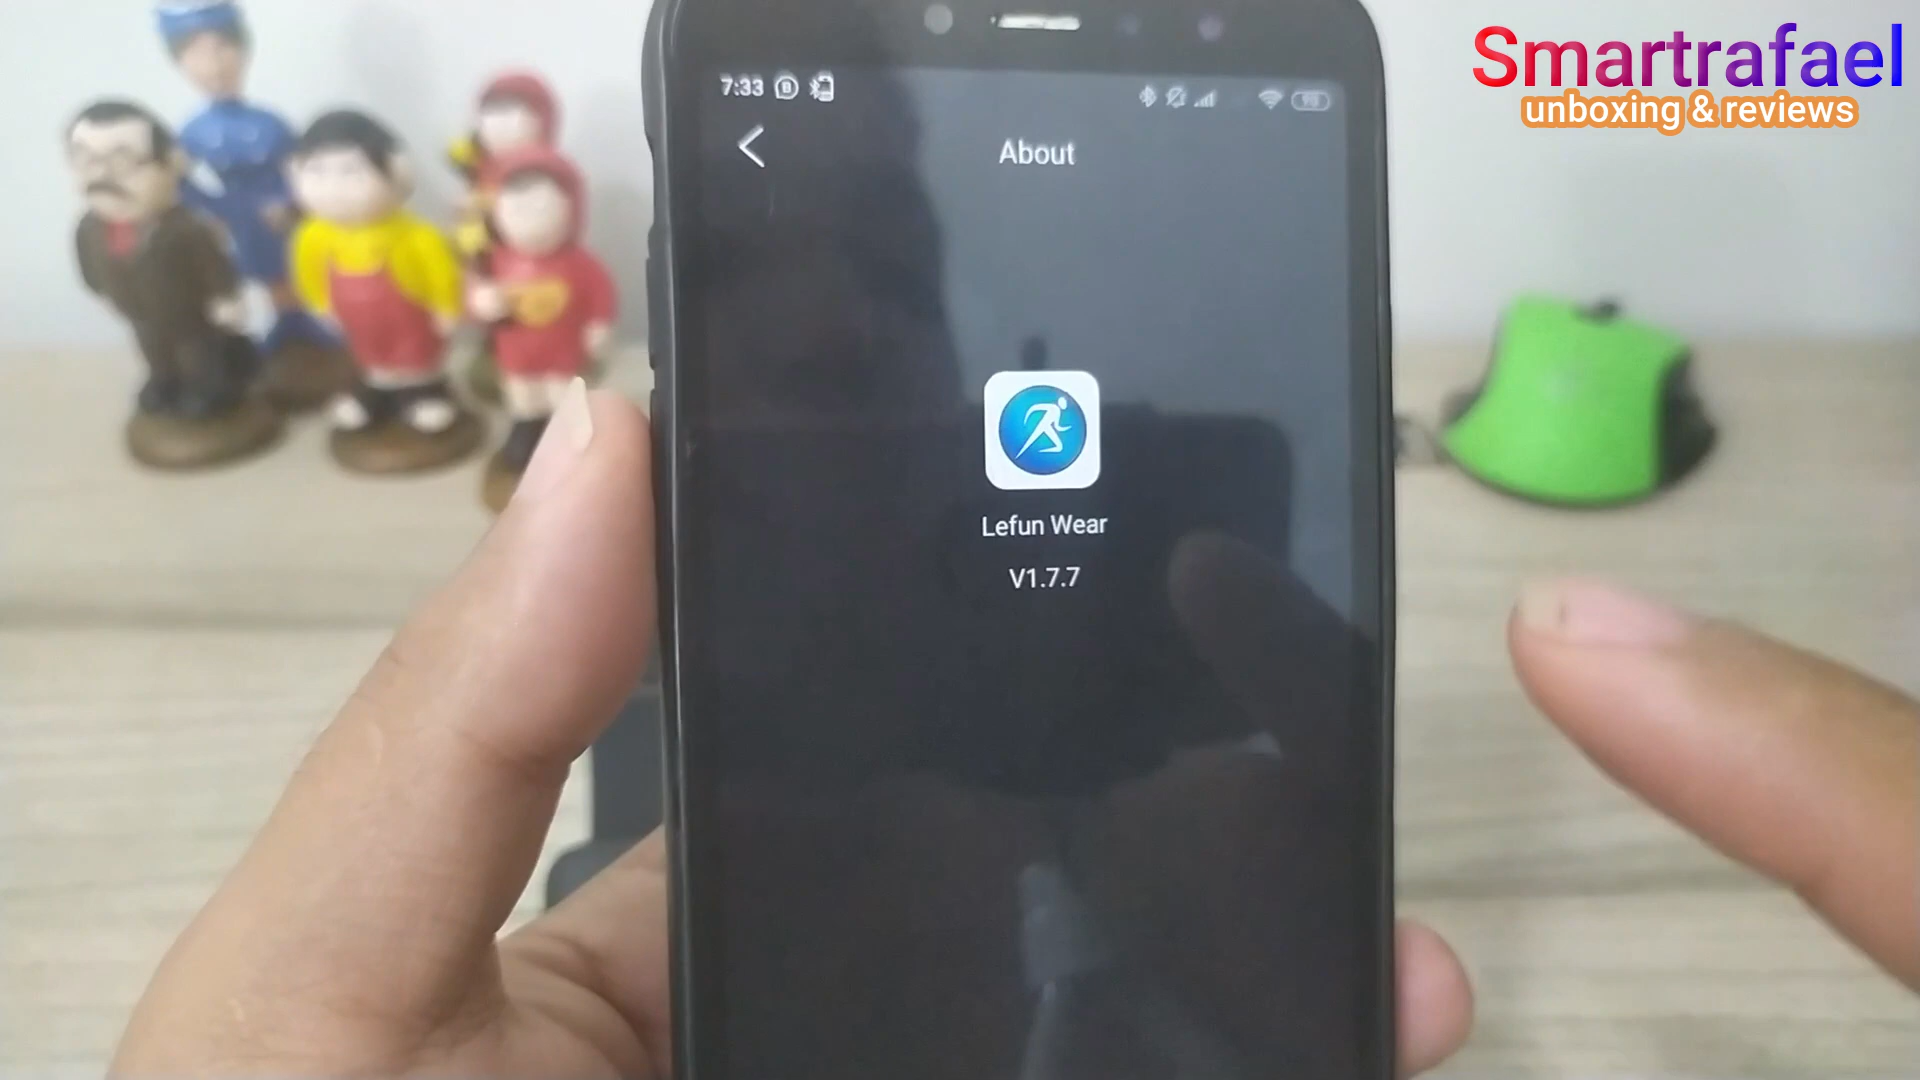 Smartrafael
unboxing & reviews
7:33
About
Lefun Wear
V1.7.7